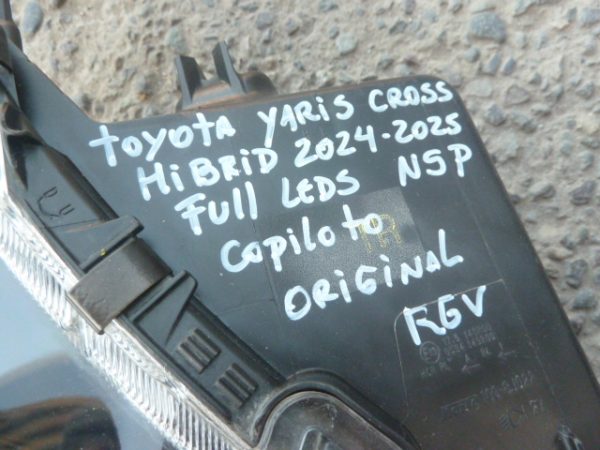 toyota YARIS CROSS
HiBRID 2024-2025
Full LEDS NSP
Copiloto
ORIGINAL
RGV